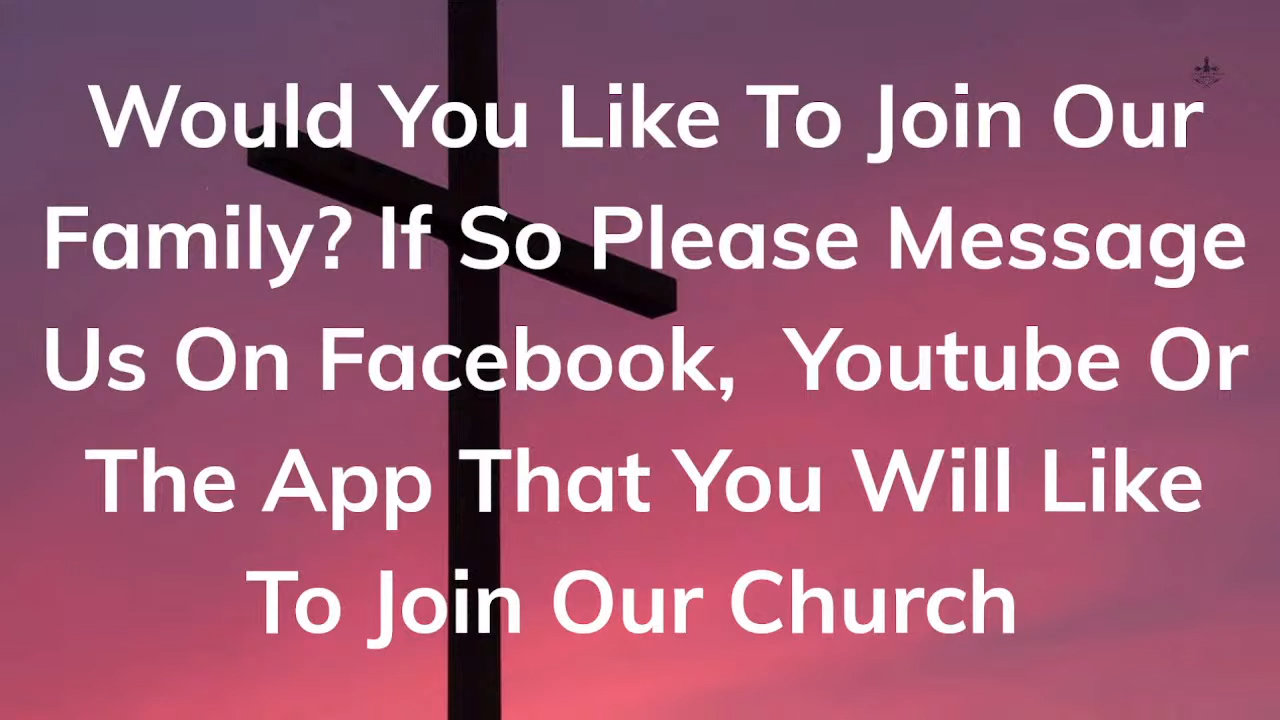 Would You Like To Join Our
Family? If So Please Message
Us On Facebook,  Youtube Or
The App That You Will Like
To Join Our Church